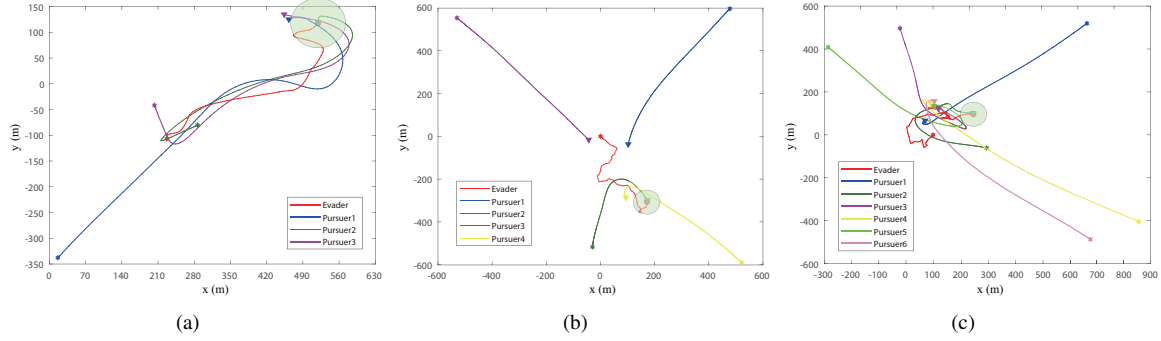 150
100
50
0
-50
-100
-150
-200
-250
-300
-350
y (m)
0 70 140 210 280 350 420 490 560 630
x (m)
Evader
Pursuer1
Pursuer2
Pursuer3
(a)
600
400
200
0
-200
-400
-600
y (m)
-600 -400 -200 0 200 400 600
x (m)
Evader
Pursuer1
Pursuer2
Pursuer3
Pursuer4
(b)
600
400
200
0
-200
-400
-600
y (m)
-300 -200 -100 0 100 200 300 400 500 600 700 800 900
x (m)
Evader
Pursuer1
Pursuer2
Pursuer3
Pursuer4
Pursuer5
Pursuer6
(c)